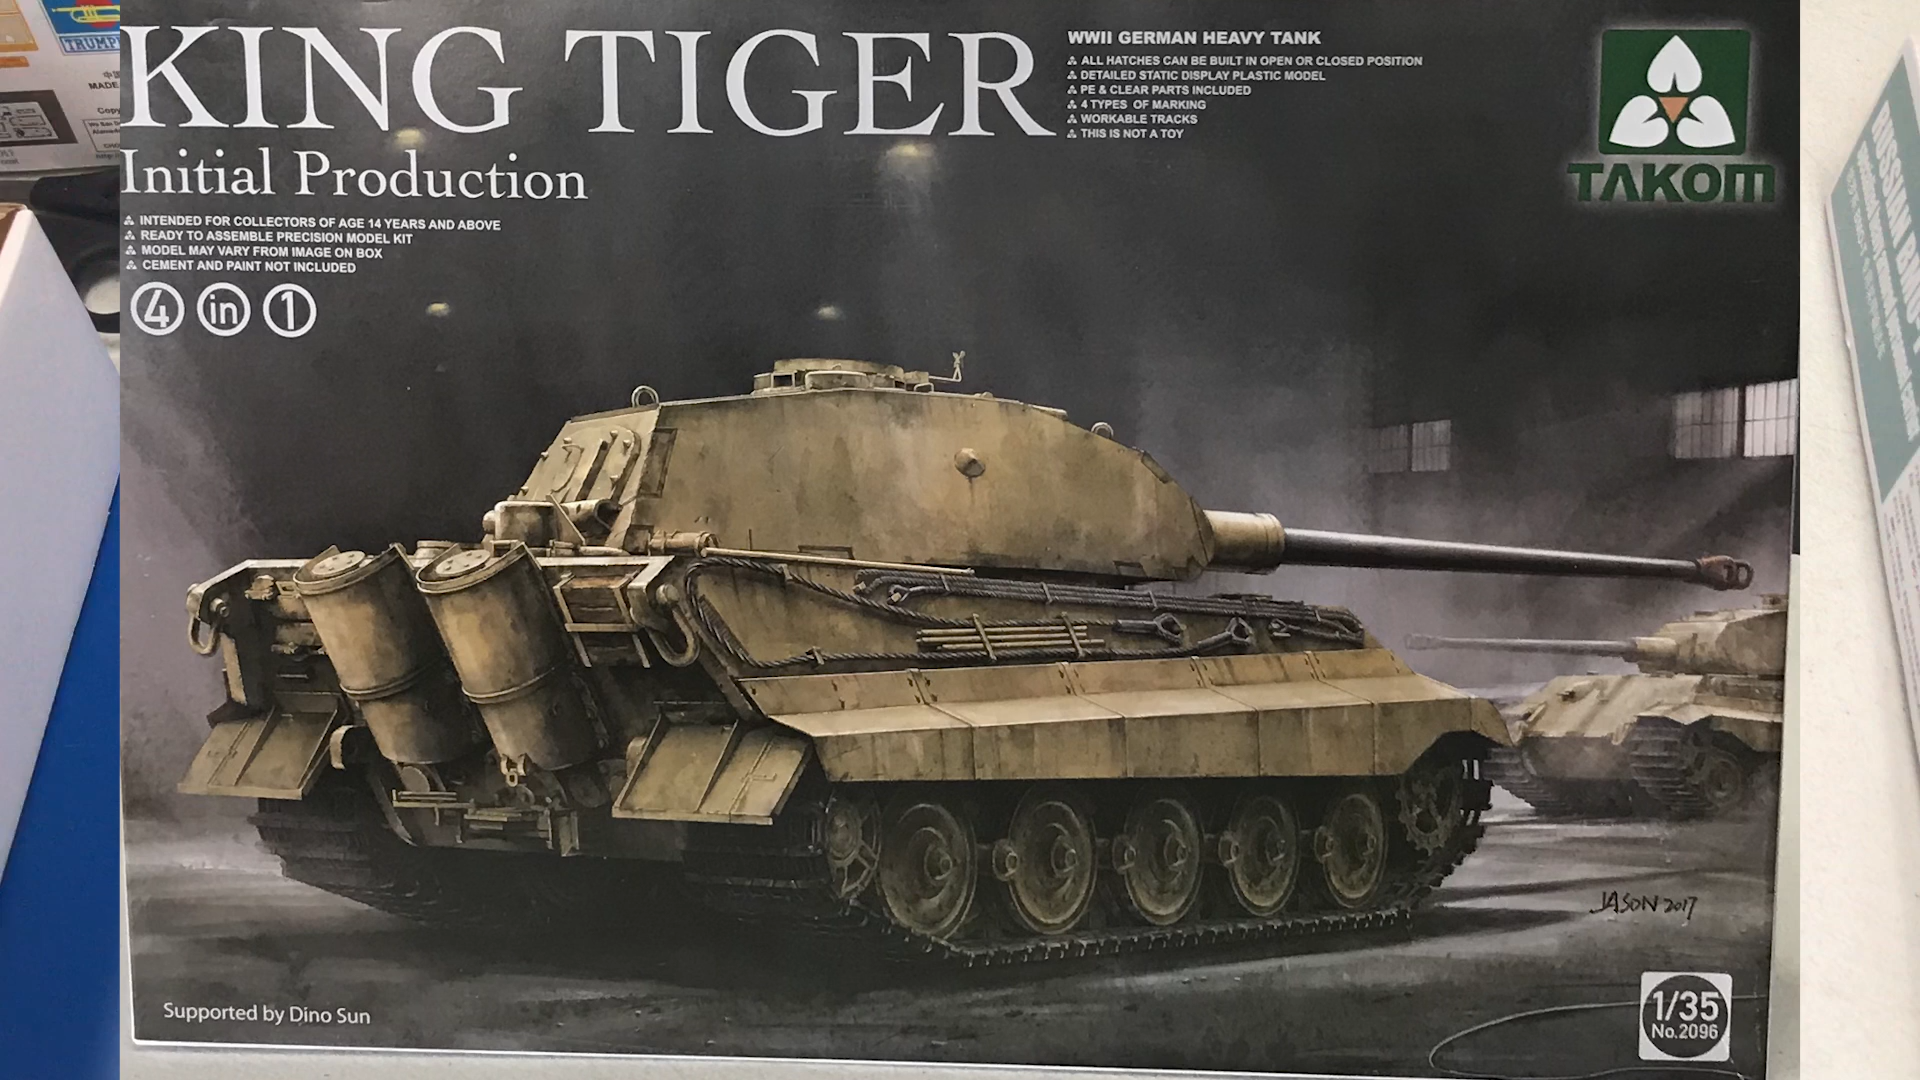 KING TIGER
Initial Production
INTENDED FOR COLLECTORS OF AGE 14 YEARS AND ABOVE
READY TO ASSEMBLE PRECISION MODEL KIT
MODEL MAY VARY FROM IMAGE ON BOX
CEMENT AND PAINT NOT INCLUDED
4 in 1
WWII GERMAN HEAVY TANK
ALL HATCHES CAN BE BUILT IN OPEN OR CLOSED POSITION
DETAILED STATIC DISPLAY PLASTIC MODEL
PE & CLEAR PARTS INCLUDED
4 TYPES OF MARKING
WORKABLE TRACKS
THIS IS NOT A TOY
TAKOM
JASON 2017
Supported by Dino Sun
1/35
No.2096
MADE
RUSSIAN